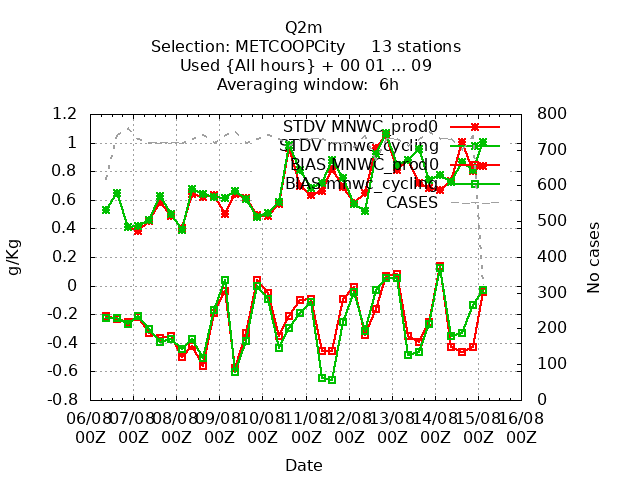 Q2m
Selection: METCOOPCity 13 stations
Used {All hours} + 00 01 ... 09
Averaging window: 6h
1.2
1
0.8
0.6
0.4
0.2
0
-0.2
-0.4
-0.6
-0.8
g/Kg
800
700
600
500
400
300
200
100
0
No cases
STDV MNWC_prod0
STDV mnwc_cycling
BIAS MNWC_prod0
BIAS mnwc_cycling
CASES
06/08 07/08 08/08 09/08 10/08 11/08 12/08 13/08 14/08 15/08 16/08
00Z 00Z 00Z 00Z 00Z 00Z 00Z 00Z 00Z 00Z 00Z
Date